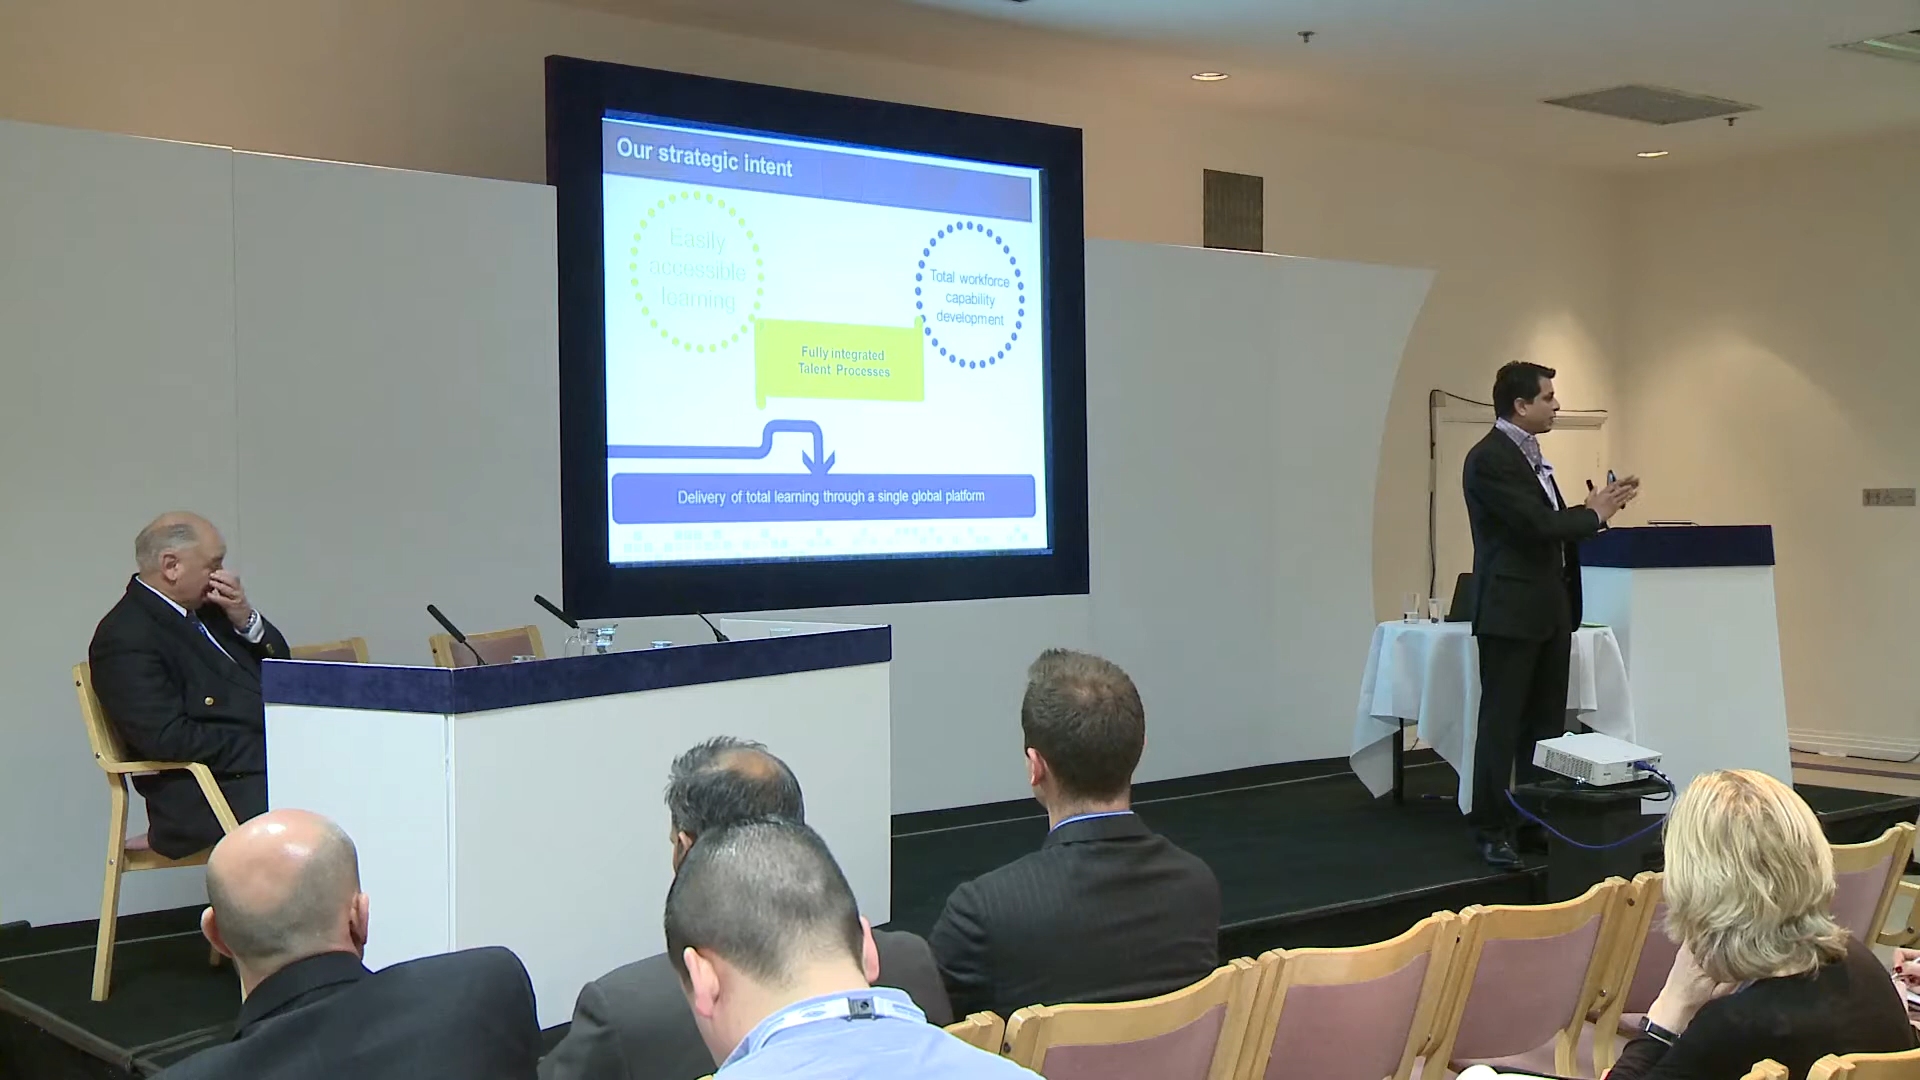 Our strategic intent
Easily
accessible
learning
Total workforce
capability
development
Fully integrated
Talent Processes
Delivery of total learning through a single global platform